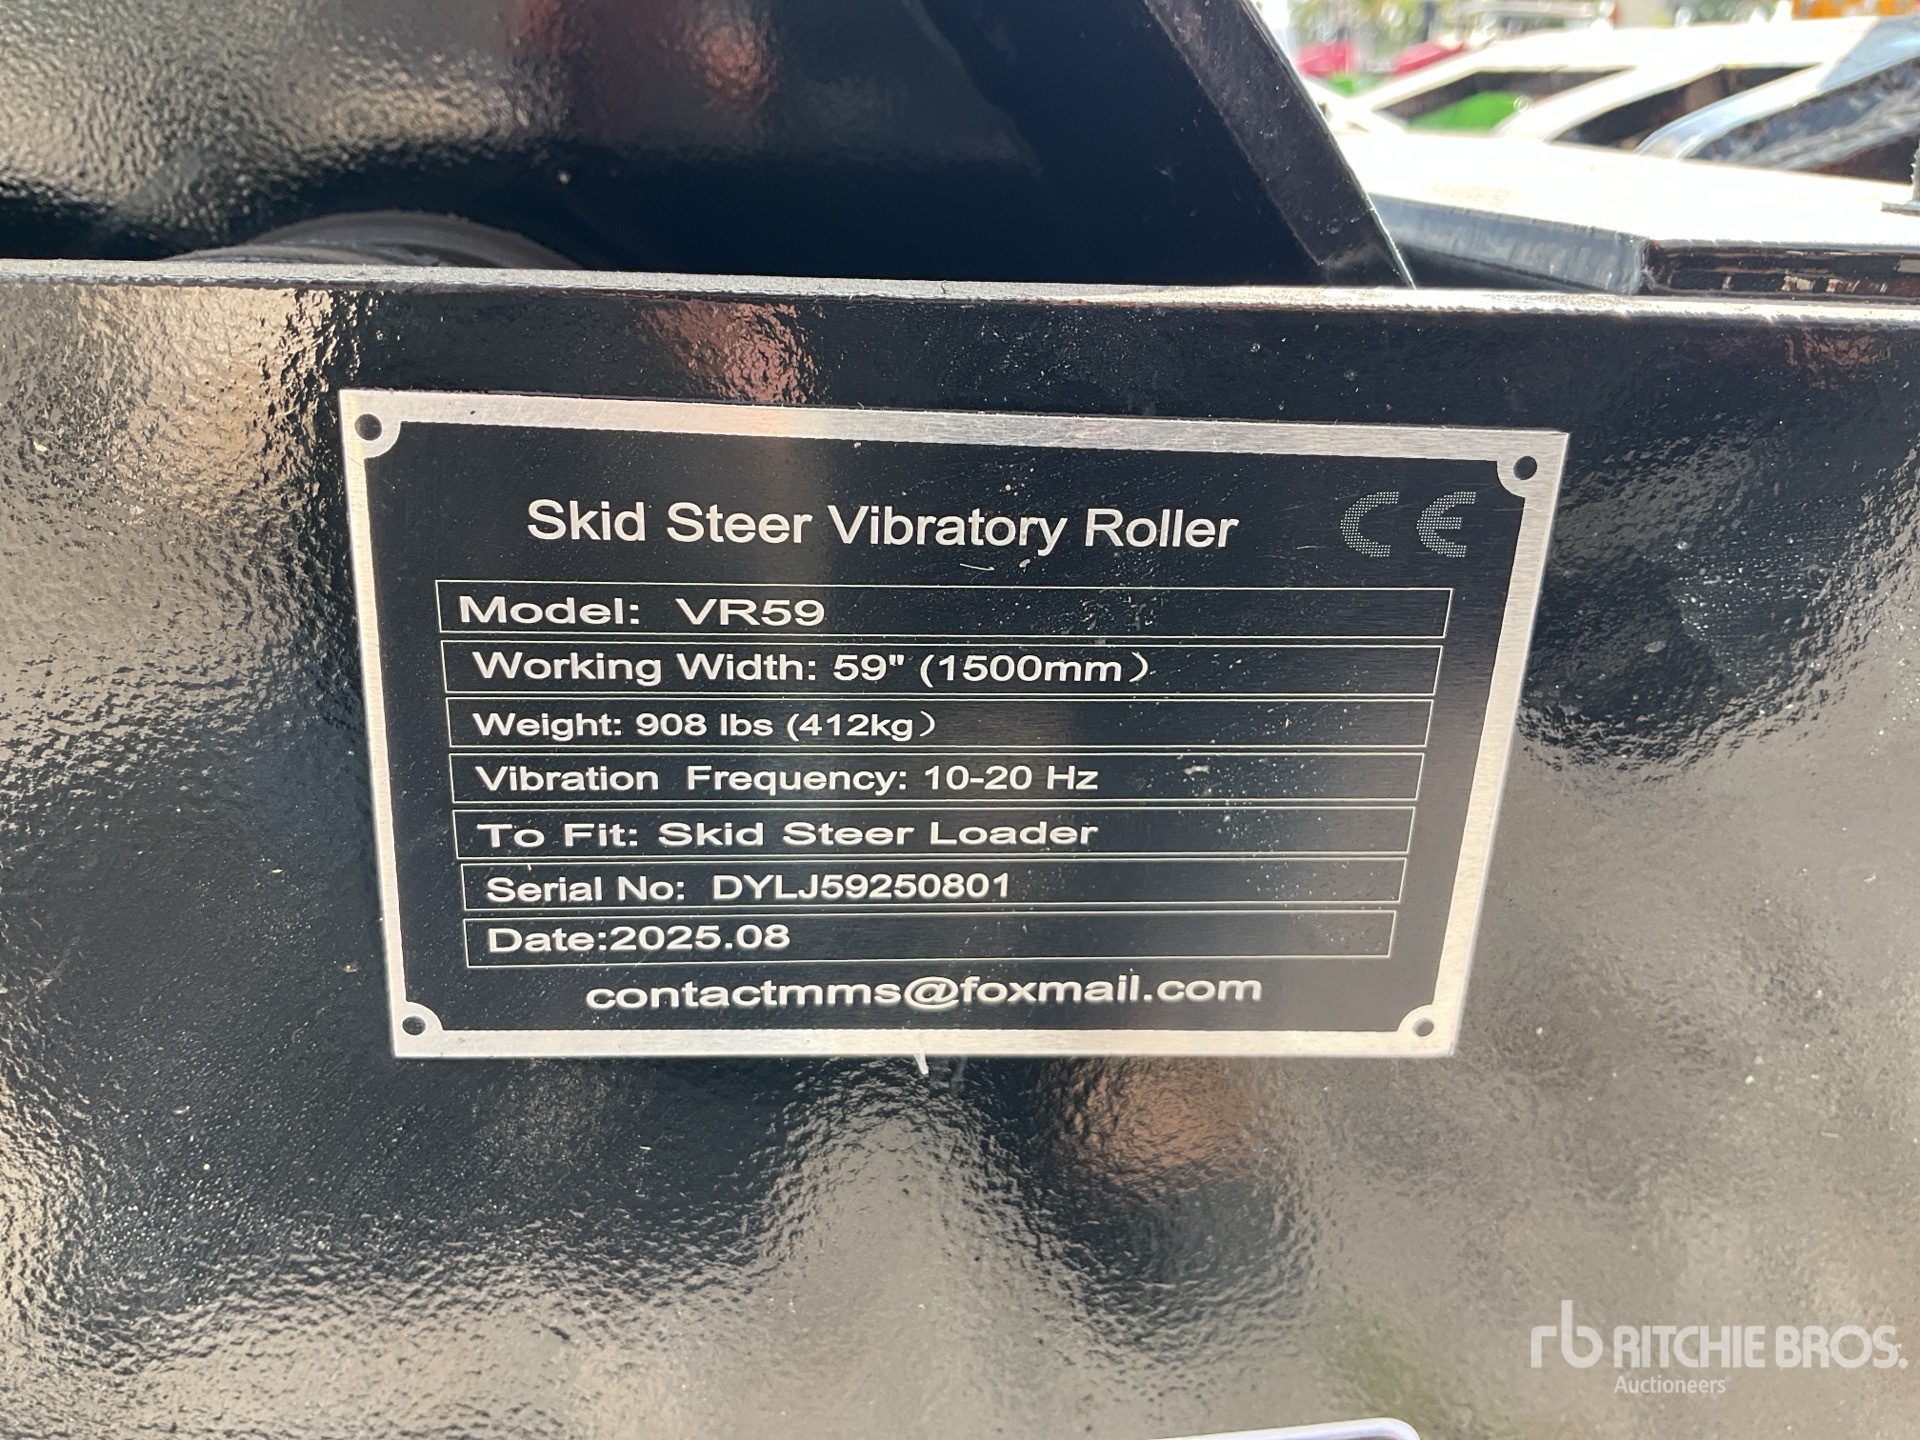 Skid Steer Vibratory Roller CE
Model: VR59
Working Width: 59" (1500mm）
Weight: 908 lbs (412kg）
Vibration Frequency: 10-20 Hz
To Fit: Skid Steer Loader
Serial No: DYLJ59250801
Date:2025.08
contactmms@foxmail.com
rb RITCHIE BROS.
Auctioneers